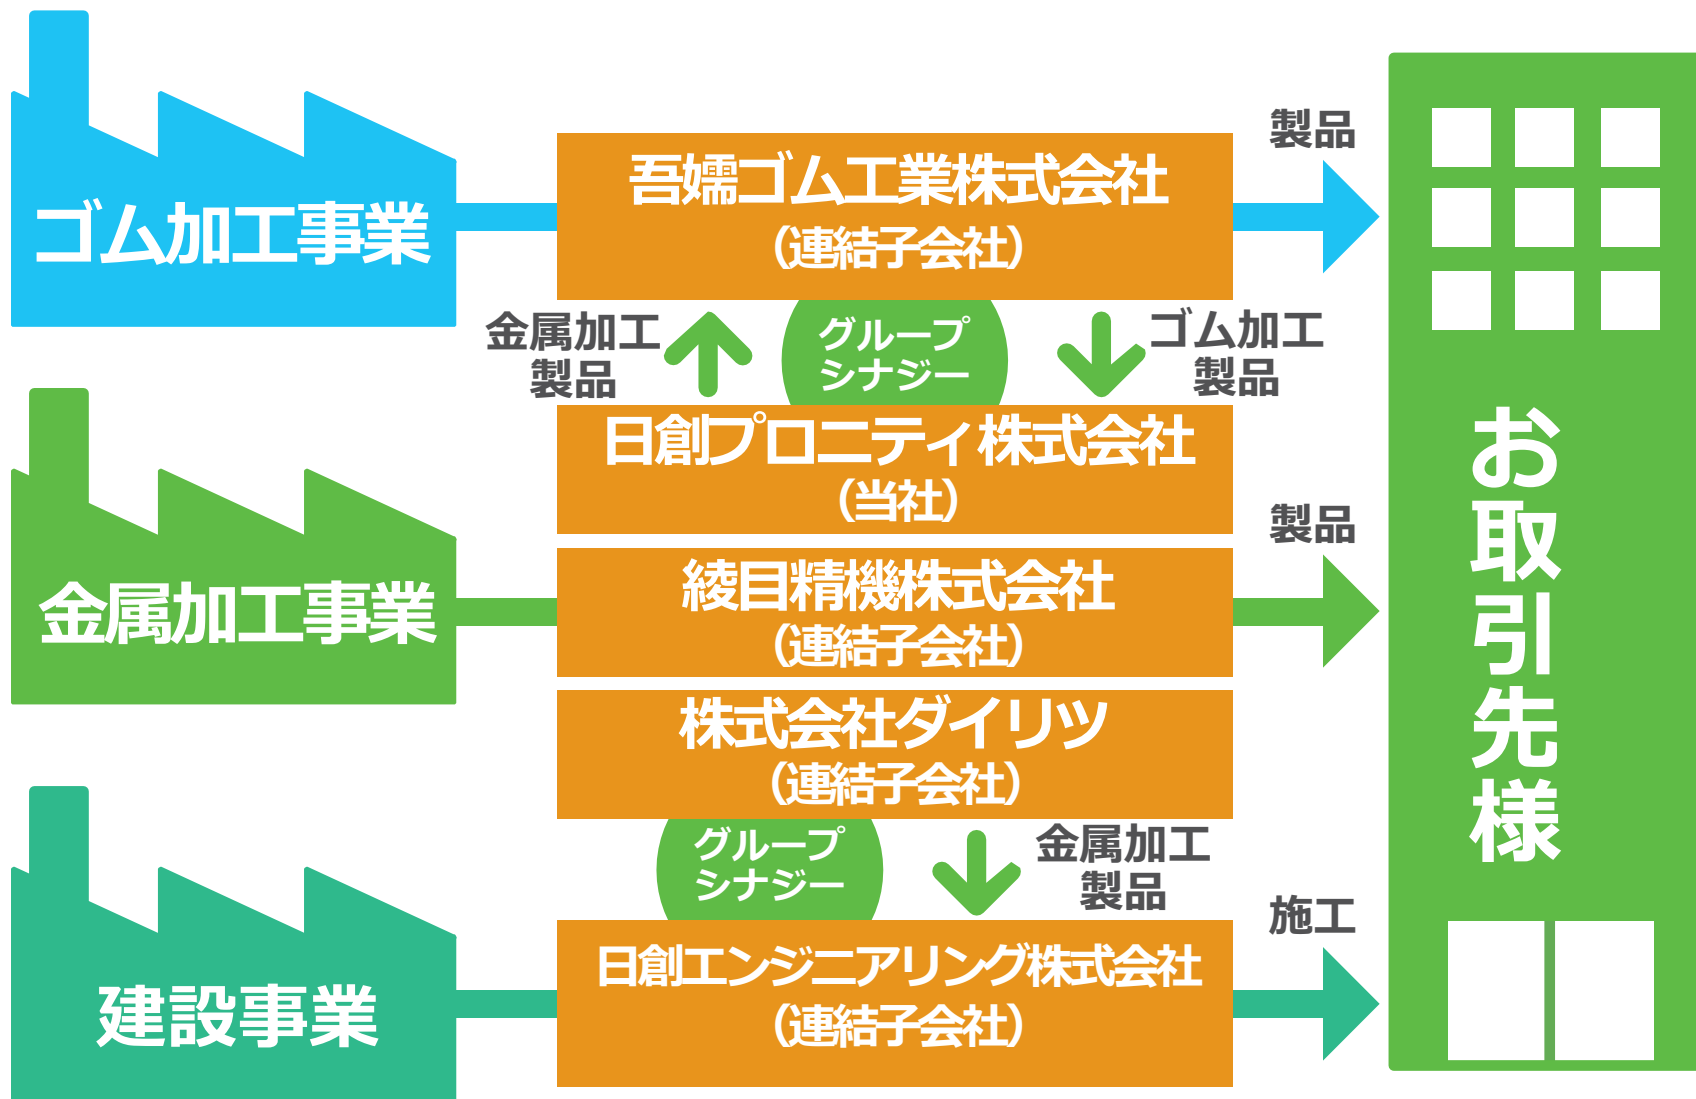 ゴム加工事業
吾嬬ゴム工業株式会社
（連結子会社）
製品
金属加工
製品
グループ
シナジー
ゴム加工
製品
金属加工事業
日創プロニティ株式会社
（当社）
綾目精機株式会社
（連結子会社）
株式会社ダイリツ
（連結子会社）
製品
グループ
シナジー
金属加工
製品
建設事業
日創エンジニアリング株式会社
（連結子会社）
施工
お取引先様